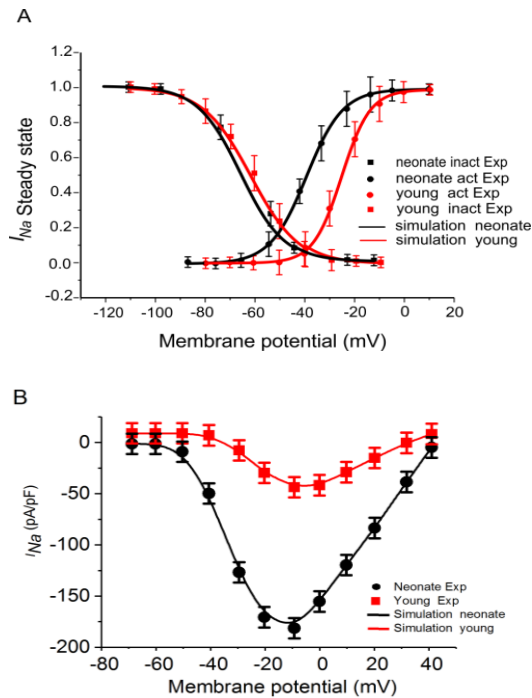 A
I Na Steady state
1.2
1.0
0.8
0.6
0.4
0.2
0.0
-0.2
neonate inact Exp
neonate act Exp
young act Exp
young inact Exp
simulation neonate
simulation young
-120 -100 -80 -60 -40 -20 0 20
Membrane potential (mV)
B
I Na (pA/pF)
0
-50
-100
-150
-200
Neonate Exp
Young Exp
Simulation neonate
Simulation young
-80 -60 -40 -20 0 20 40
Membrane potential (mV)